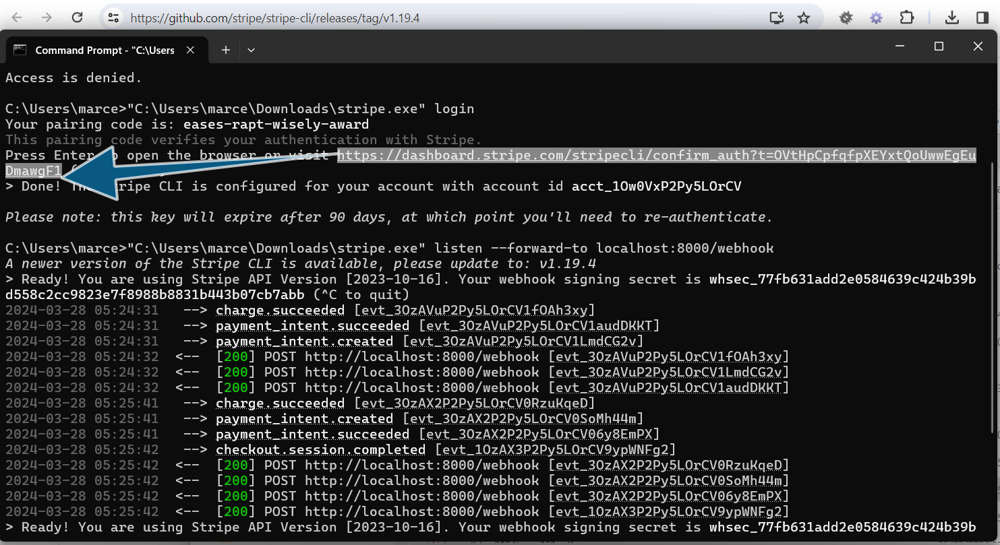 https://github.com/stripe/stripe-cli/releases/tag/v1.19.4
Command Prompt - "C:\Users
Access is denied.
C:\Users\marce>"C:\Users\marce\Downloads\stripe.exe" login
Your pairing code is: eases-rapt-wisely-award
This pairing code verifies your authentication with Stripe.
Press Enter to open the browser or visit https://dashboard.stripe.com/stripecli/confirm_auth?t=OVtHpCpfqfpXEYxtQoUwwEgEu
DmawgF1
> Done! The Stripe CLI is configured for your account with account id acct_1Ow0VxP2Py5LOrCV
Please note: this key will expire after 90 days, at which point you'll need to re-authenticate.
C:\Users\marce>"C:\Users\marce\Downloads\stripe.exe" listen --forward-to localhost:8000/webhook
A newer version of the Stripe CLI is available, please update to: v1.19.4
> Ready! You are using Stripe API Version [2023-10-16]. Your webhook signing secret is whsec_77fb631add2e0584639c424b39b
d558c2cc9823e7f8988b8831b443b07cb7abb (^C to quit)
2024-03-28 05:24:31   --> charge.succeeded [evt_3OzAVuP2Py5LOrCV1fOAh3xy]
2024-03-28 05:24:31   --> payment_intent.succeeded [evt_3OzAVuP2Py5LOrCV1audDKKT]
2024-03-28 05:24:31   --> payment_intent.created [evt_3OzAVuP2Py5LOrCV1LmdCG2v]
2024-03-28 05:24:32  <--  [200] POST http://localhost:8000/webhook [evt_3OzAVuP2Py5LOrCV1fOAh3xy]
2024-03-28 05:24:32  <--  [200] POST http://localhost:8000/webhook [evt_3OzAVuP2Py5LOrCV1LmdCG2v]
2024-03-28 05:24:32  <--  [200] POST http://localhost:8000/webhook [evt_3OzAVuP2Py5LOrCV1audDKKT]
2024-03-28 05:25:41   --> charge.succeeded [evt_3OzAX2P2Py5LOrCV0RzuKqeD]
2024-03-28 05:25:41   --> payment_intent.created [evt_3OzAX2P2Py5LOrCV0SoMh44m]
2024-03-28 05:25:41   --> payment_intent.succeeded [evt_3OzAX2P2Py5LOrCV06y8EmPX]
2024-03-28 05:25:42   --> checkout.session.completed [evt_1OzAX3P2Py5LOrCV9ypWNFg2]
2024-03-28 05:25:42  <--  [200] POST http://localhost:8000/webhook [evt_3OzAX2P2Py5LOrCV0RzuKqeD]
2024-03-28 05:25:42  <--  [200] POST http://localhost:8000/webhook [evt_3OzAX2P2Py5LOrCV0SoMh44m]
2024-03-28 05:25:42  <--  [200] POST http://localhost:8000/webhook [evt_3OzAX2P2Py5LOrCV06y8EmPX]
2024-03-28 05:25:42  <--  [200] POST http://localhost:8000/webhook [evt_1OzAX3P2Py5LOrCV9ypWNFg2]
> Ready! You are using Stripe API Version [2023-10-16]. Your webhook signing secret is whsec_77fb631add2e0584639c424b39b